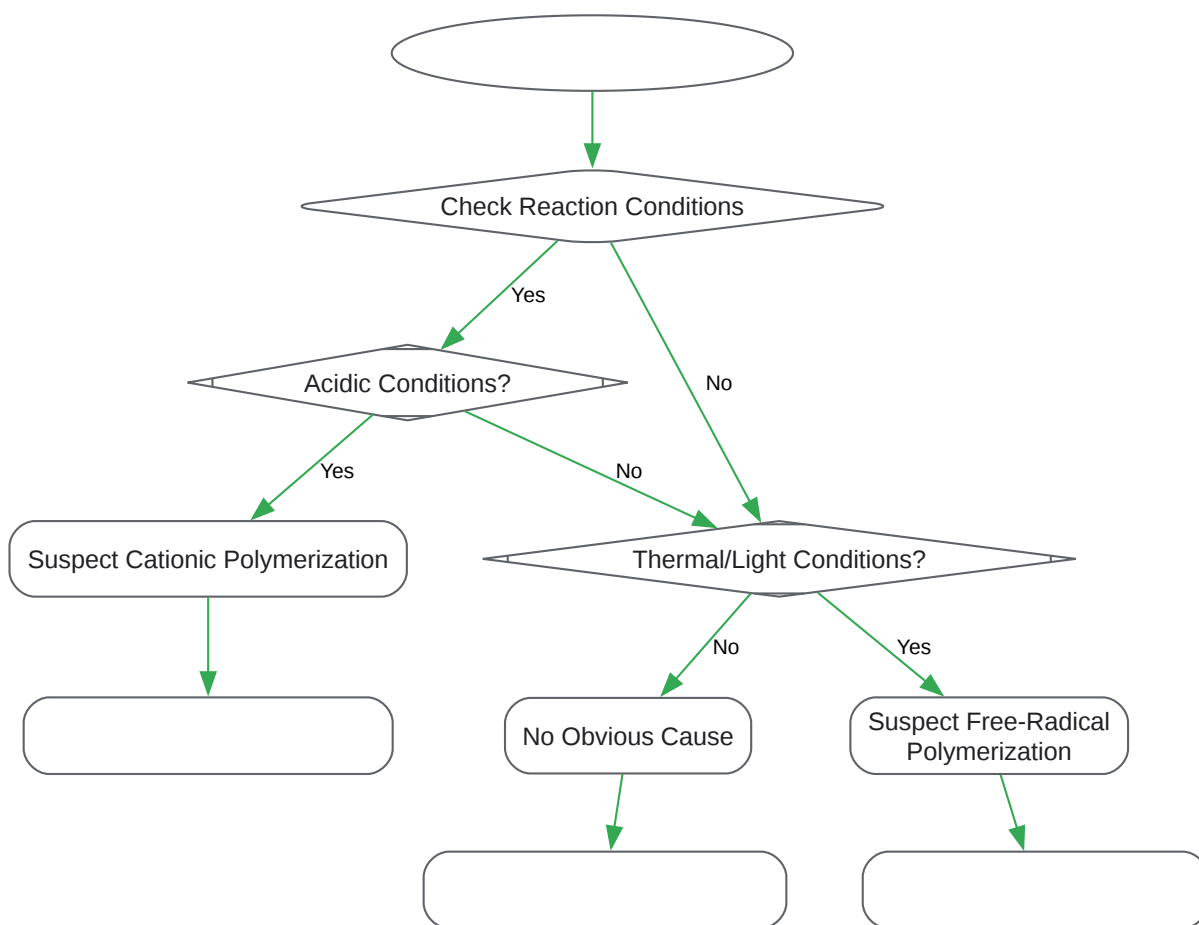 Check Reaction Conditions
Yes
Acidic Conditions?
No
Yes
No
Suspect Cationic Polymerization
Thermal/Light Conditions?
No
Yes
No Obvious Cause
Suspect Free-Radical
Polymerization